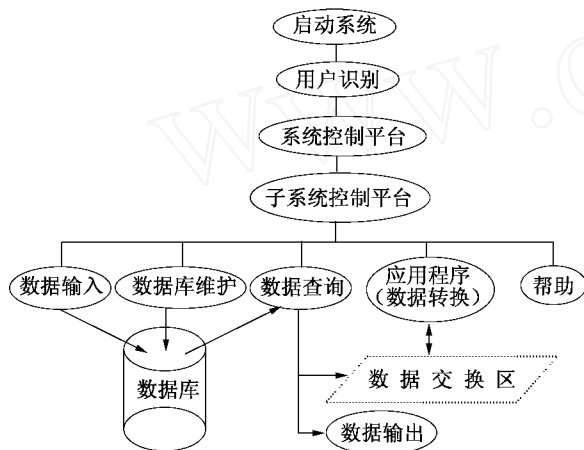 启动系统
用户识别
系统控制平台
子系统控制平台
数据输入
数据库维护
数据查询
应用程序
（数据转换）
帮助
数据库
数据交换区
数据输出
www.